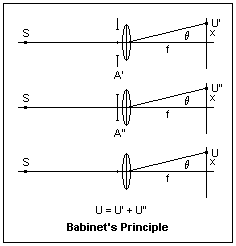 U'
S θ x
f
A'
U"
S θ x
f
A"
U
S θ x
f
U = U' + U"
Babinet's Principle